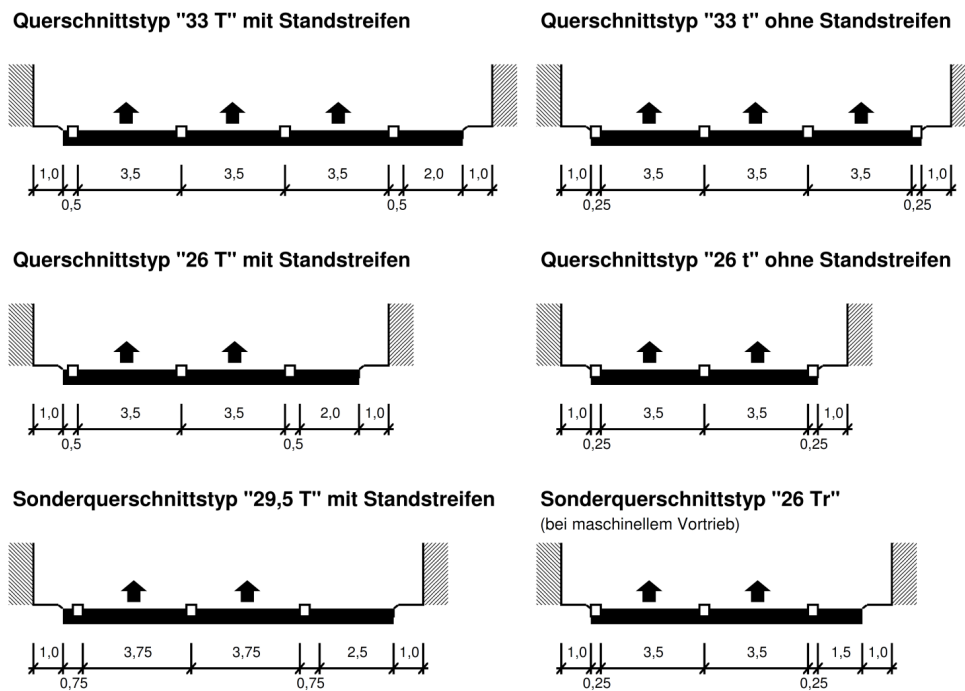 Querschnittstyp "33 T" mit Standstreifen
1,0 3,5 3,5 3,5 2,0 1,0
0,5 0,5
Querschnittstyp "33 t" ohne Standstreifen
1,0 3,5 3,5 3,5 1,0
0,25 0,25
Querschnittstyp "26 T" mit Standstreifen
1,0 3,5 3,5 2,0 1,0
0,5 0,5
Querschnittstyp "26 t" ohne Standstreifen
1,0 3,5 3,5 1,0
0,25 0,25
Sonderquerschnittstyp "29,5 T" mit Standstreifen
1,0 3,75 3,75 2,5 1,0
0,75 0,75
Sonderquerschnittstyp "26 Tr"
(bei maschinellem Vortrieb)
1,0 3,5 3,5 1,5 1,0
0,25 0,25